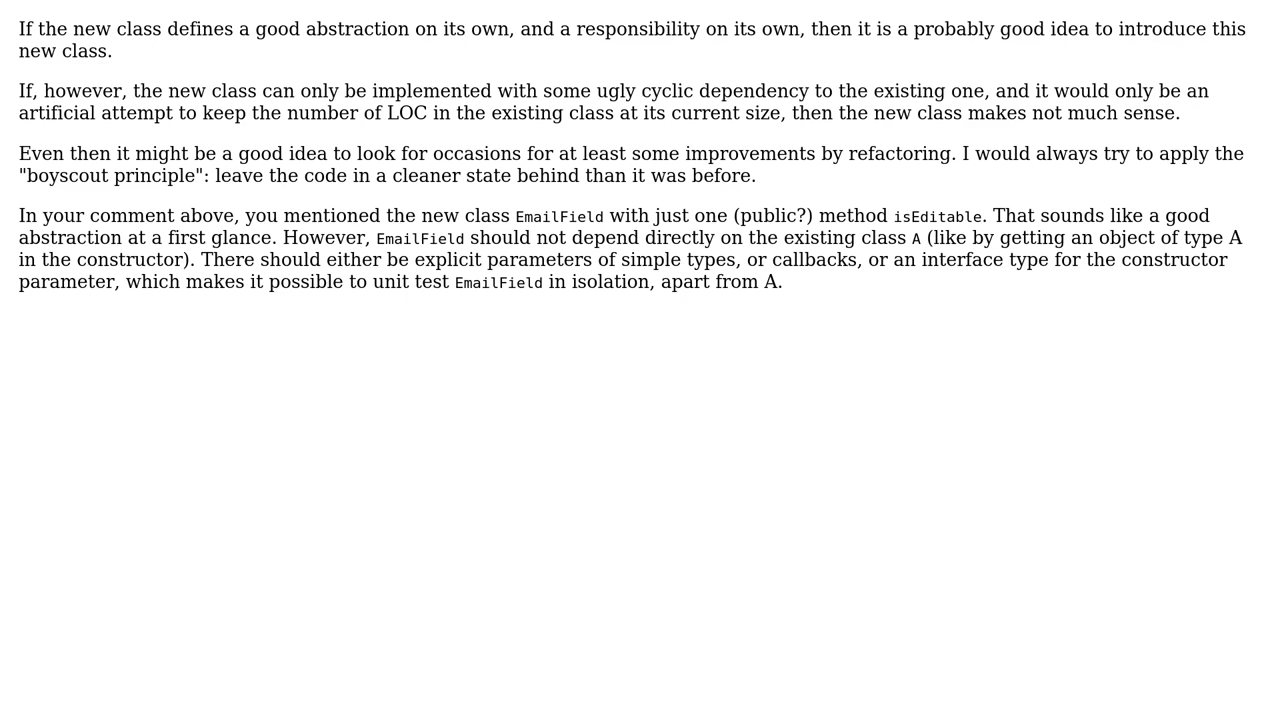 If the new class defines a good abstraction on its own, and a responsibility on its own, then it is a probably good idea to introduce this
new class.
If, however, the new class can only be implemented with some ugly cyclic dependency to the existing one, and it would only be an
artificial attempt to keep the number of LOC in the existing class at its current size, then the new class makes not much sense.
Even then it might be a good idea to look for occasions for at least some improvements by refactoring. I would always try to apply the
"boyscout principle": leave the code in a cleaner state behind than it was before.
In your comment above, you mentioned the new class EmailField with just one (public?) method isEditable. That sounds like a good
abstraction at a first glance. However, EmailField should not depend directly on the existing class A (like by getting an object of type A
in the constructor). There should either be explicit parameters of simple types, or callbacks, or an interface type for the constructor
parameter, which makes it possible to unit test EmailField in isolation, apart from A.